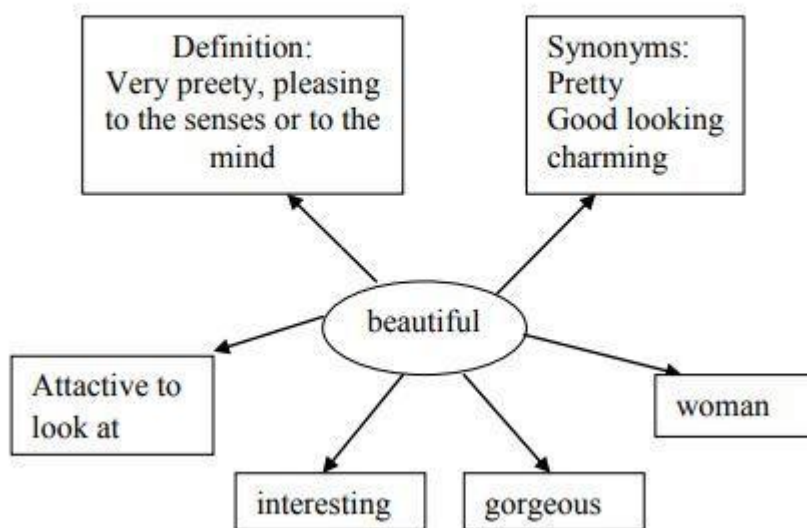 Definition:
Very preety, pleasing
to the senses or to the
mind
Synonyms:
Pretty
Good looking
charming
beautiful
Attactive to
look at
woman
interesting
gorgeous